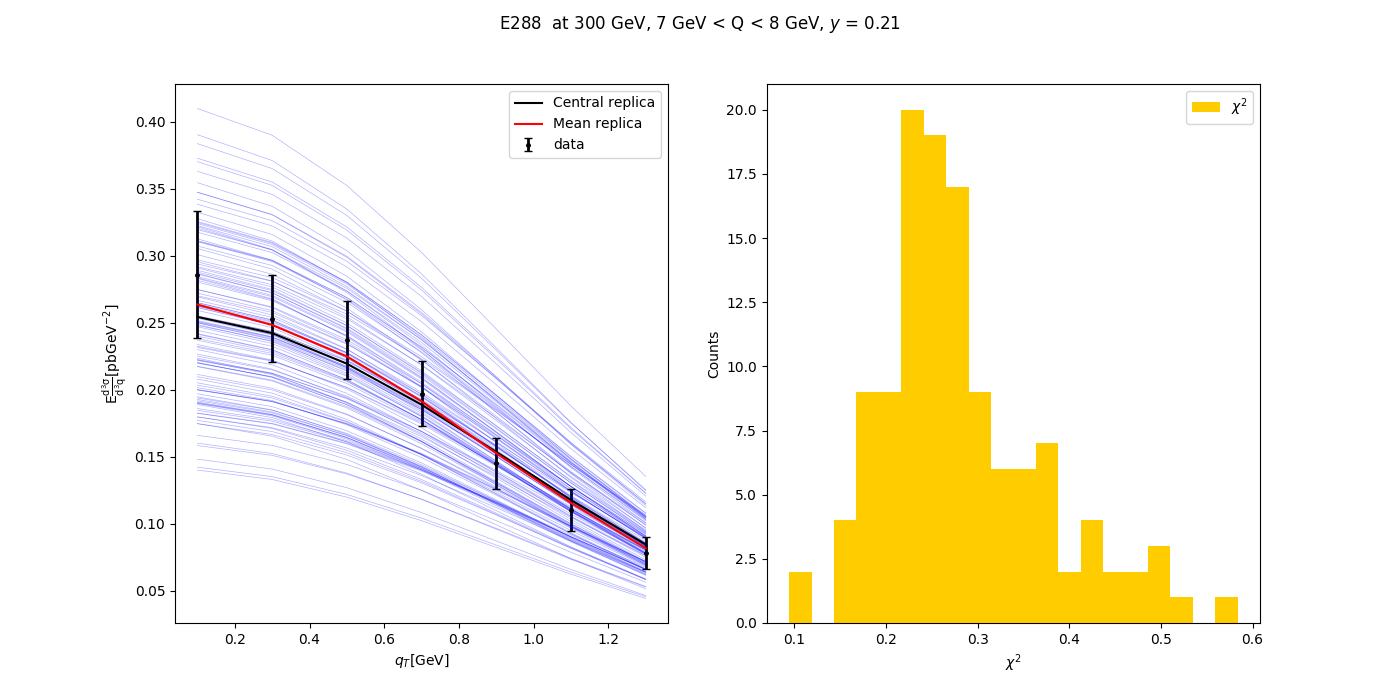 E288  at 300 GeV, 7 GeV < Q < 8 GeV, y = 0.21
0.40
0.35
0.30
0.25
0.20
0.15
0.10
0.05
E d³σ/d³q [pbGeV⁻²]
Central replica
Mean replica
data
0.2 0.4 0.6 0.8 1.0 1.2
q_T[GeV]
20.0
17.5
15.0
12.5
10.0
7.5
5.0
2.5
0.0
Counts
χ²
0.1 0.2 0.3 0.4 0.5 0.6
χ²